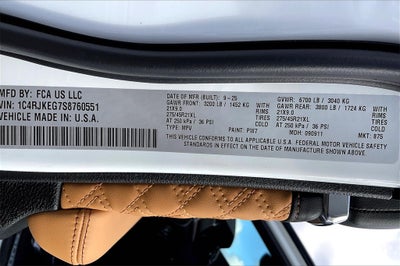 MFD BY: FCA US LLC
VIN: 1C4RJKEG7S8760551
VEHICLE MADE IN: U.S.A.
DATE OF MFR (BUILT): 9-25 GVWR: 6700 LB / 3040 KG
GAWR FRONT: 3200 LB / 1452 KG GAWR REAR: 3800 LB / 1724 KG
21X9.0 RIMS 21X9.0 RIMS
275/45R21XL TIRES 275/45R21XL TIRES
AT 250 kPa / 36 PSI COLD AT 250 kPa / 36 PSI COLD
TYPE: MPV PAINT: PW7 MDH: 090911 MKT: 875
THIS VEHICLE CONFORMS TO ALL APPLICABLE U.S.A. FEDERAL MOTOR VEHICLE SAFETY
STANDARDS IN EFFECT ON THE DATE OF MANUFACTURE SHOWN ABOVE.